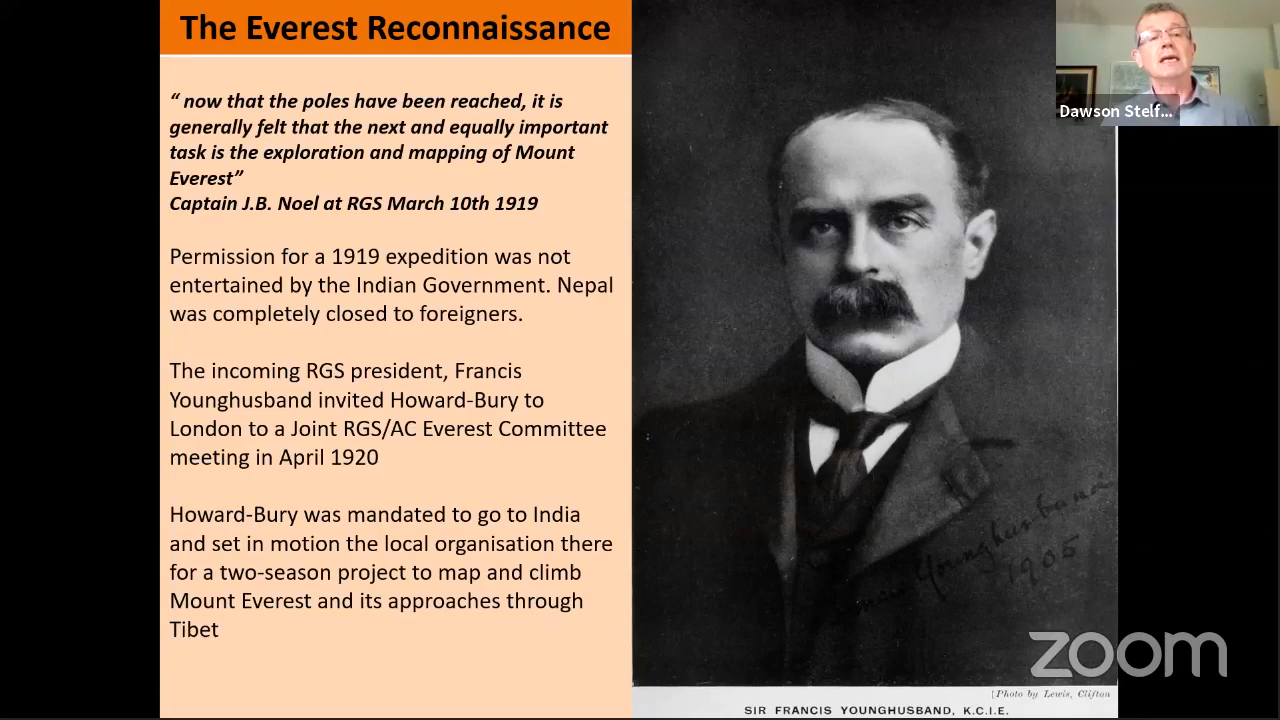 The Everest Reconnaissance
“ now that the poles have been reached, it is
generally felt that the next and equally important
task is the exploration and mapping of Mount
Everest”
Captain J.B. Noel at RGS March 10th 1919
Permission for a 1919 expedition was not
entertained by the Indian Government. Nepal
was completely closed to foreigners.
The incoming RGS president, Francis
Younghusband invited Howard-Bury to
London to a Joint RGS/AC Everest Committee
meeting in April 1920
Howard-Bury was mandated to go to India
and set in motion the local organisation there
for a two-season project to map and climb
Mount Everest and its approaches through
Tibet
Dawson Stelf...
Younghusband
1905
zoom
[Photo by Lewis, Clifton
SIR FRANCIS YOUNGHUSBAND, K.C.I.E.